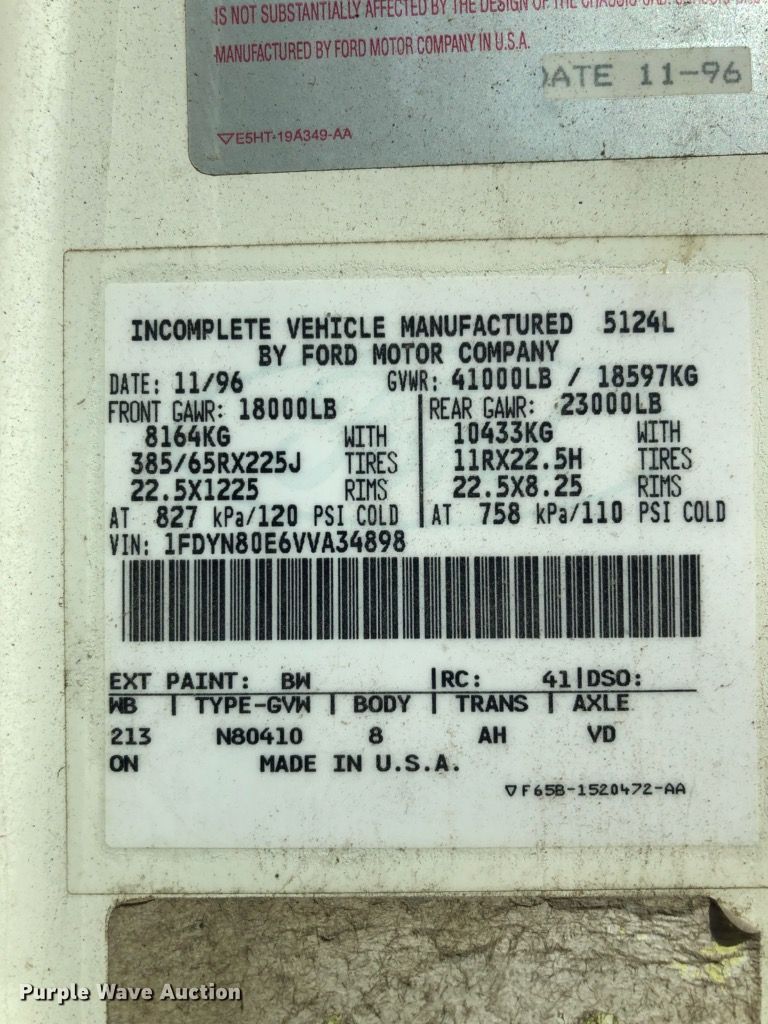 IS NOT SUBSTANTIALLY AFFECTED BY THE DESIGN OF THE CHASSIS-CAB.
MANUFACTURED BY FORD MOTOR COMPANY IN U.S.A.
DATE 11-96
▽E5HT-19A349-AA
INCOMPLETE VEHICLE MANUFACTURED 5124L
BY FORD MOTOR COMPANY
DATE: 11/96 GVWR: 41000LB / 18597KG
FRONT GAWR: 18000LB REAR GAWR: 23000LB
8164KG WITH 10433KG WITH
385/65RX225J TIRES 11RX22.5H TIRES
22.5X1225 RIMS 22.5X8.25 RIMS
AT 827 kPa/120 PSI COLD AT 758 kPa/110 PSI COLD
VIN: 1FDYN80E6VVA34898
EXT PAINT: BW |RC: 41|DSO:
WB | TYPE-GVW | BODY | TRANS | AXLE
213 N80410 8 AH VD
ON MADE IN U.S.A.
▽F65B-1520472-AA
Purple Wave Auction